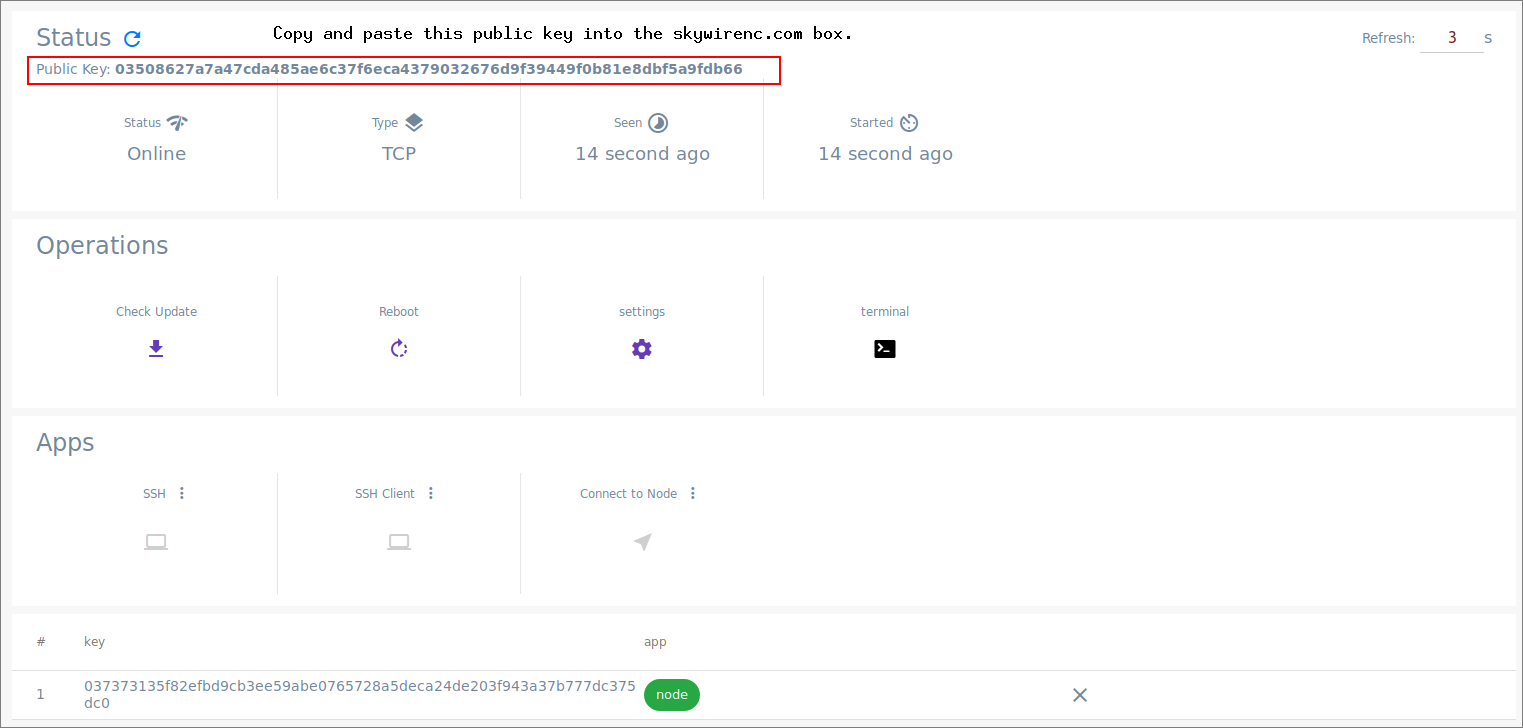 Status
Copy and paste this public key into the skywirenc.com box.
Refresh: 3 s
Public Key: 03508627a7a47cda485ae6c37f6eca4379032676d9f39449f0b81e8dbf5a9fdb66
Status Type Seen Started
Online TCP 14 second ago 14 second ago
Operations
Check Update Reboot settings terminal
Apps
SSH SSH Client Connect to Node
# key app
1 037373135f82efbd9cb3ee59abe0765728a5deca24de203f943a37b777dc375 node
dc0